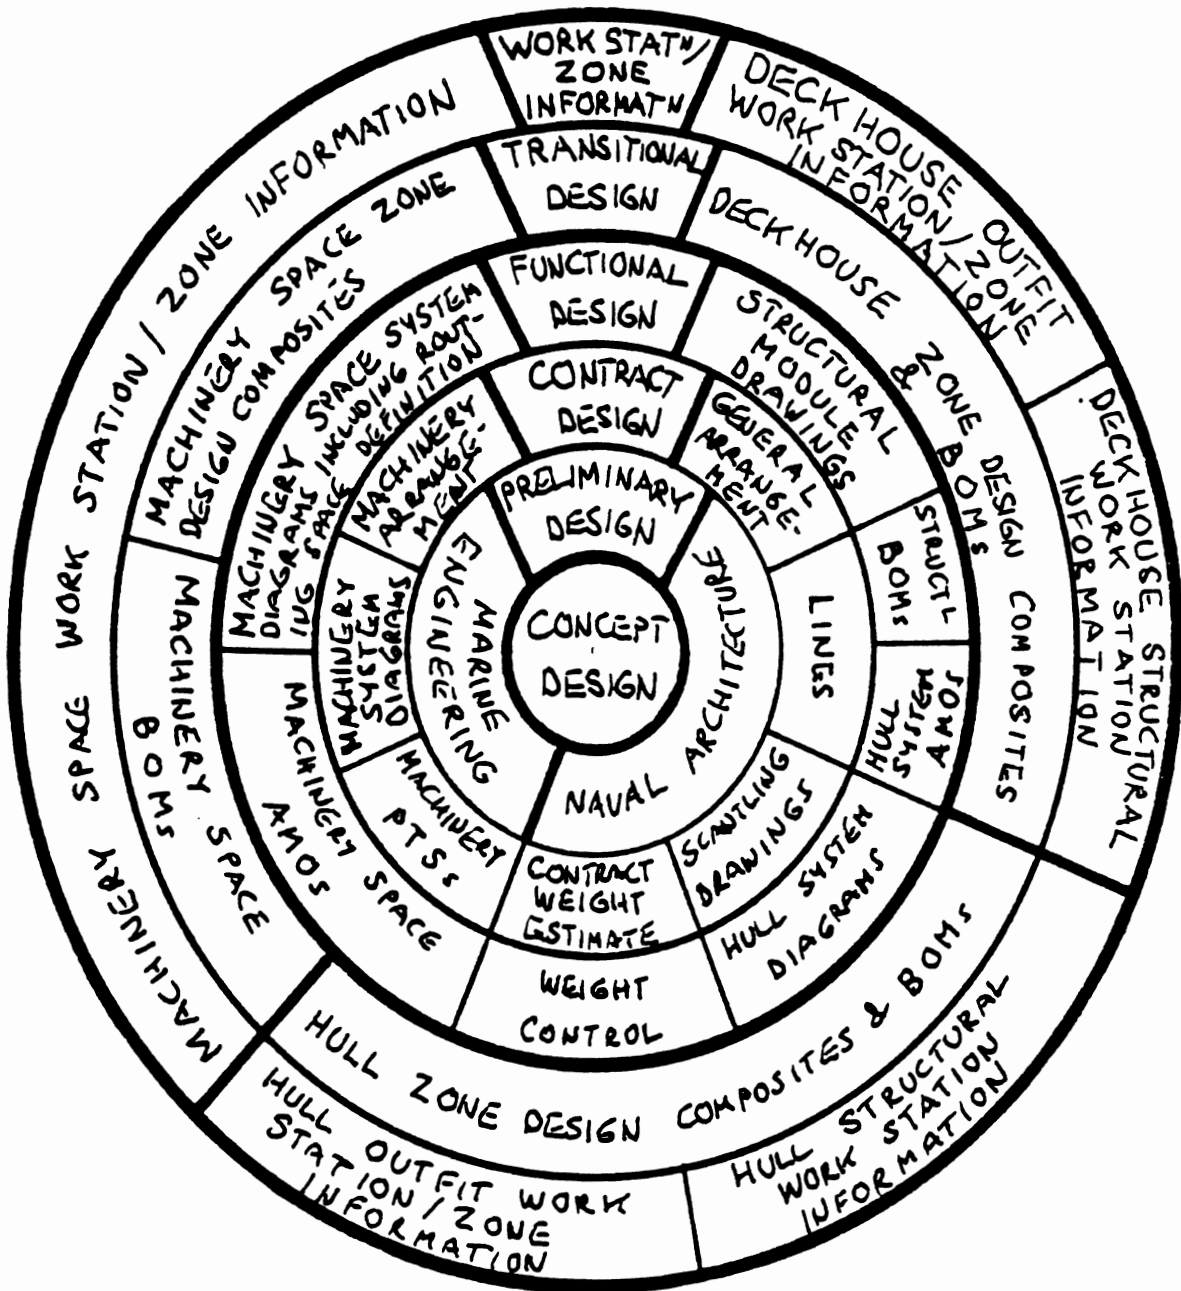 WORK STATN/
ZONE
INFORMATN
DECK HOUSE OUTFIT
WORK STATION/ZONE
INFORMATION
DECK HOUSE STRUCTURAL
WORK STATION
INFORMATION
HULL STRUCTURAL
WORK STATION
INFORMATION
HULL OUTFIT WORK
STATION/ZONE
INFORMATION
MACHINERY SPACE WORK STATION/ZONE INFORMATION
TRANSITIONAL
DESIGN
DECK HOUSE ZONE DESIGN COMPOSITES
& BOMs
HULL ZONE DESIGN COMPOSITES & BOMs
MACHINERY SPACE
BOMs
MACHINERY SPACE ZONE
DESIGN COMPOSITES
FUNCTIONAL
DESIGN
STRUCTURAL
MODULE
DRAWINGS
STRUCTL
BOMs
HULL
SYSTEM
AMOS
HULL SYSTEM
DIAGRAMS
WEIGHT
CONTROL
MACHINERY SPACE
AMOS
MACHINERY SPACE SYSTEM
DIAGRAMS INCLUDING ROUT-
ING SPACE DEFINITION
CONTRACT
DESIGN
GENERAL
ARRANGE-
MENT
LINES
SCANTLING
DRAWINGS
CONTRACT
WEIGHT
ESTIMATE
MACHINERY
PTSs
MACHINERY
SYSTEM
DIAGRAMS
MACHINERY
ARRANGE-
MENT
PRELIMINARY
DESIGN
NAVAL ARCHITECTURE
MARINE
ENGINEERING
CONCEPT
DESIGN